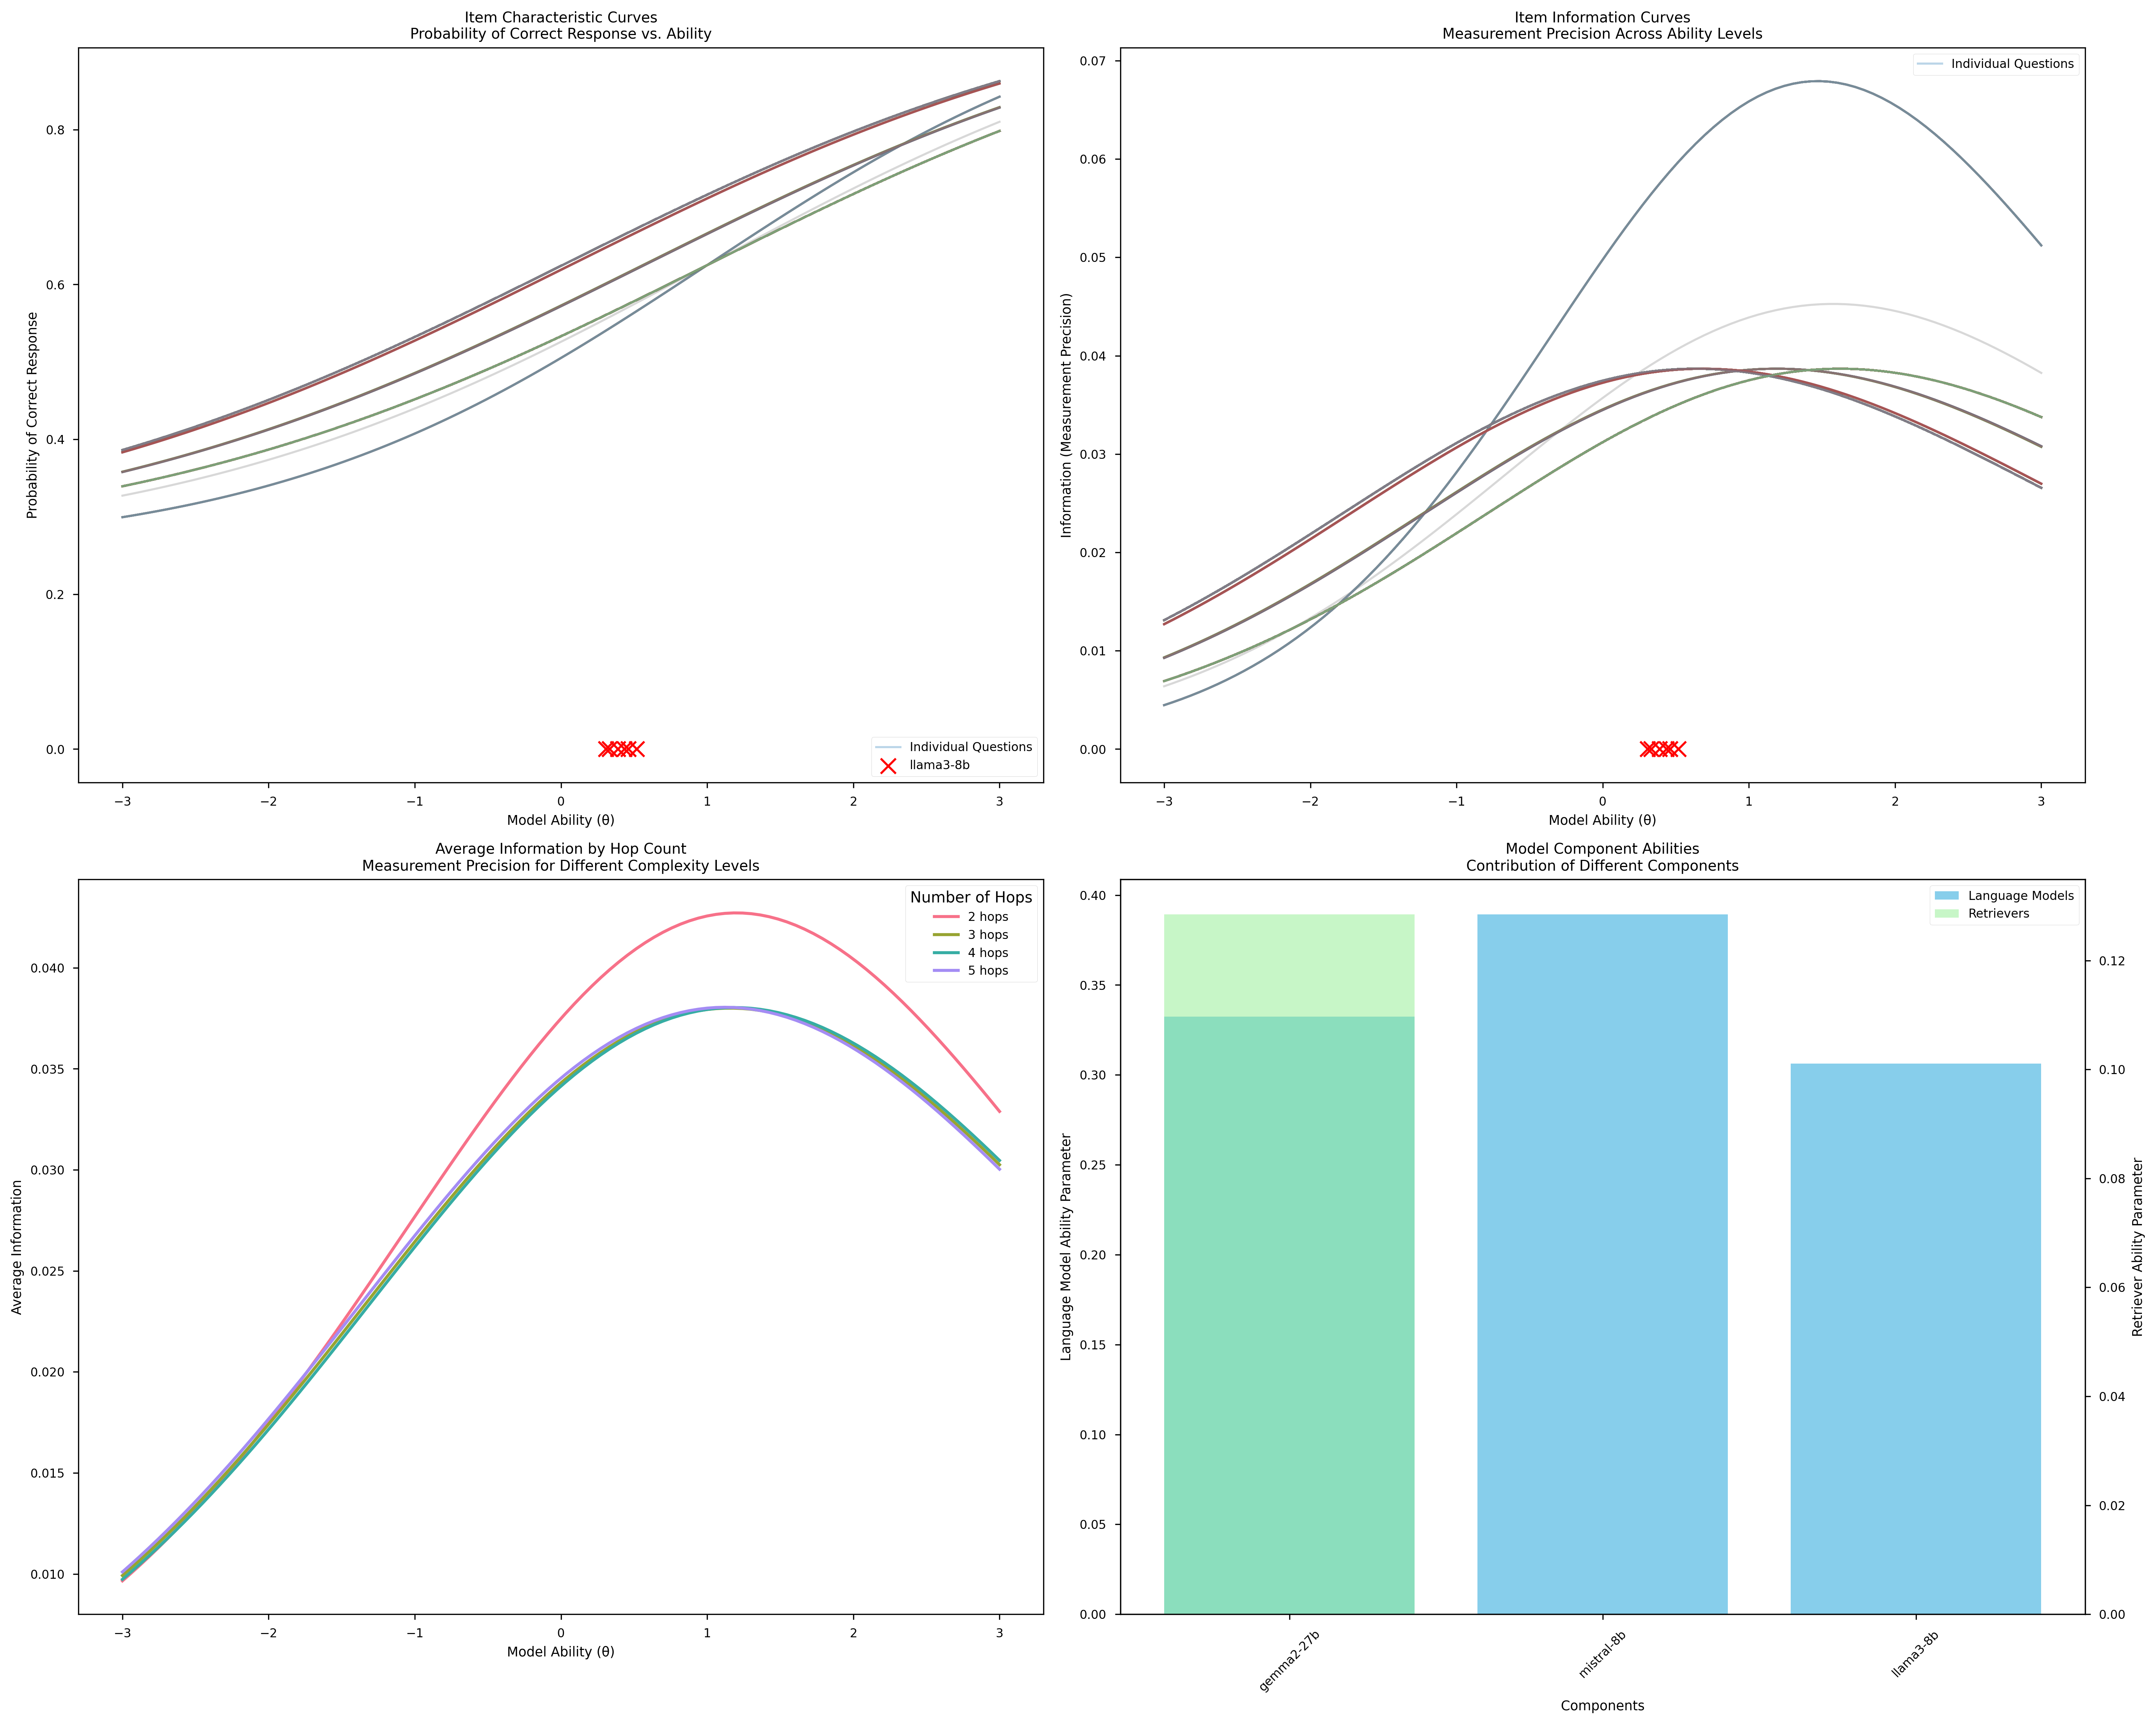 Item Characteristic Curves
Probability of Correct Response vs. Ability
Probability of Correct Response
0.8
0.6
0.4
0.2
0.0
−3
−2
−1
0
1
2
3
Model Ability (θ)
Individual Questions
llama3-8b
Item Information Curves
Measurement Precision Across Ability Levels
Information (Measurement Precision)
0.07
0.06
0.05
0.04
0.03
0.02
0.01
0.00
−3
−2
−1
0
1
2
3
Model Ability (θ)
Individual Questions
Average Information by Hop Count
Measurement Precision for Different Complexity Levels
Average Information
0.040
0.035
0.030
0.025
0.020
0.015
0.010
−3
−2
−1
0
1
2
3
Model Ability (θ)
Number of Hops
2 hops
3 hops
4 hops
5 hops
Model Component Abilities
Contribution of Different Components
Language Model Ability Parameter
0.40
0.35
0.30
0.25
0.20
0.15
0.10
0.05
0.00
Language Models
Retrievers
0.12
0.10
0.08
0.06
0.04
0.02
0.00
Retriever Ability Parameter
gemma2-27b
mistral-8b
llama3-8b
Components